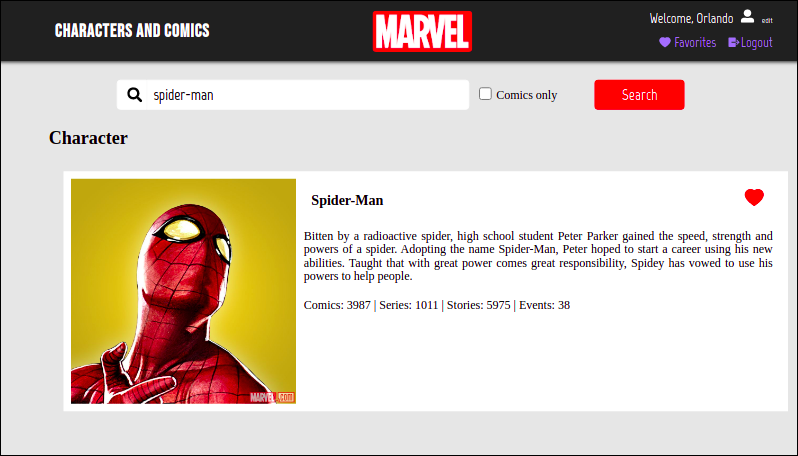 CHARACTERS AND COMICS
MARVEL
Welcome, Orlando
edit
Favorites
Logout
spider-man
Comics only
Search
Character
Spider-Man
Bitten by a radioactive spider, high school student Peter Parker gained the speed, strength and
powers of a spider. Adopting the name Spider-Man, Peter hoped to start a career using his new
abilities. Taught that with great power comes great responsibility, Spidey has vowed to use his
powers to help people.
Comics: 3987 | Series: 1011 | Stories: 5975 | Events: 38
MARVEL.COM